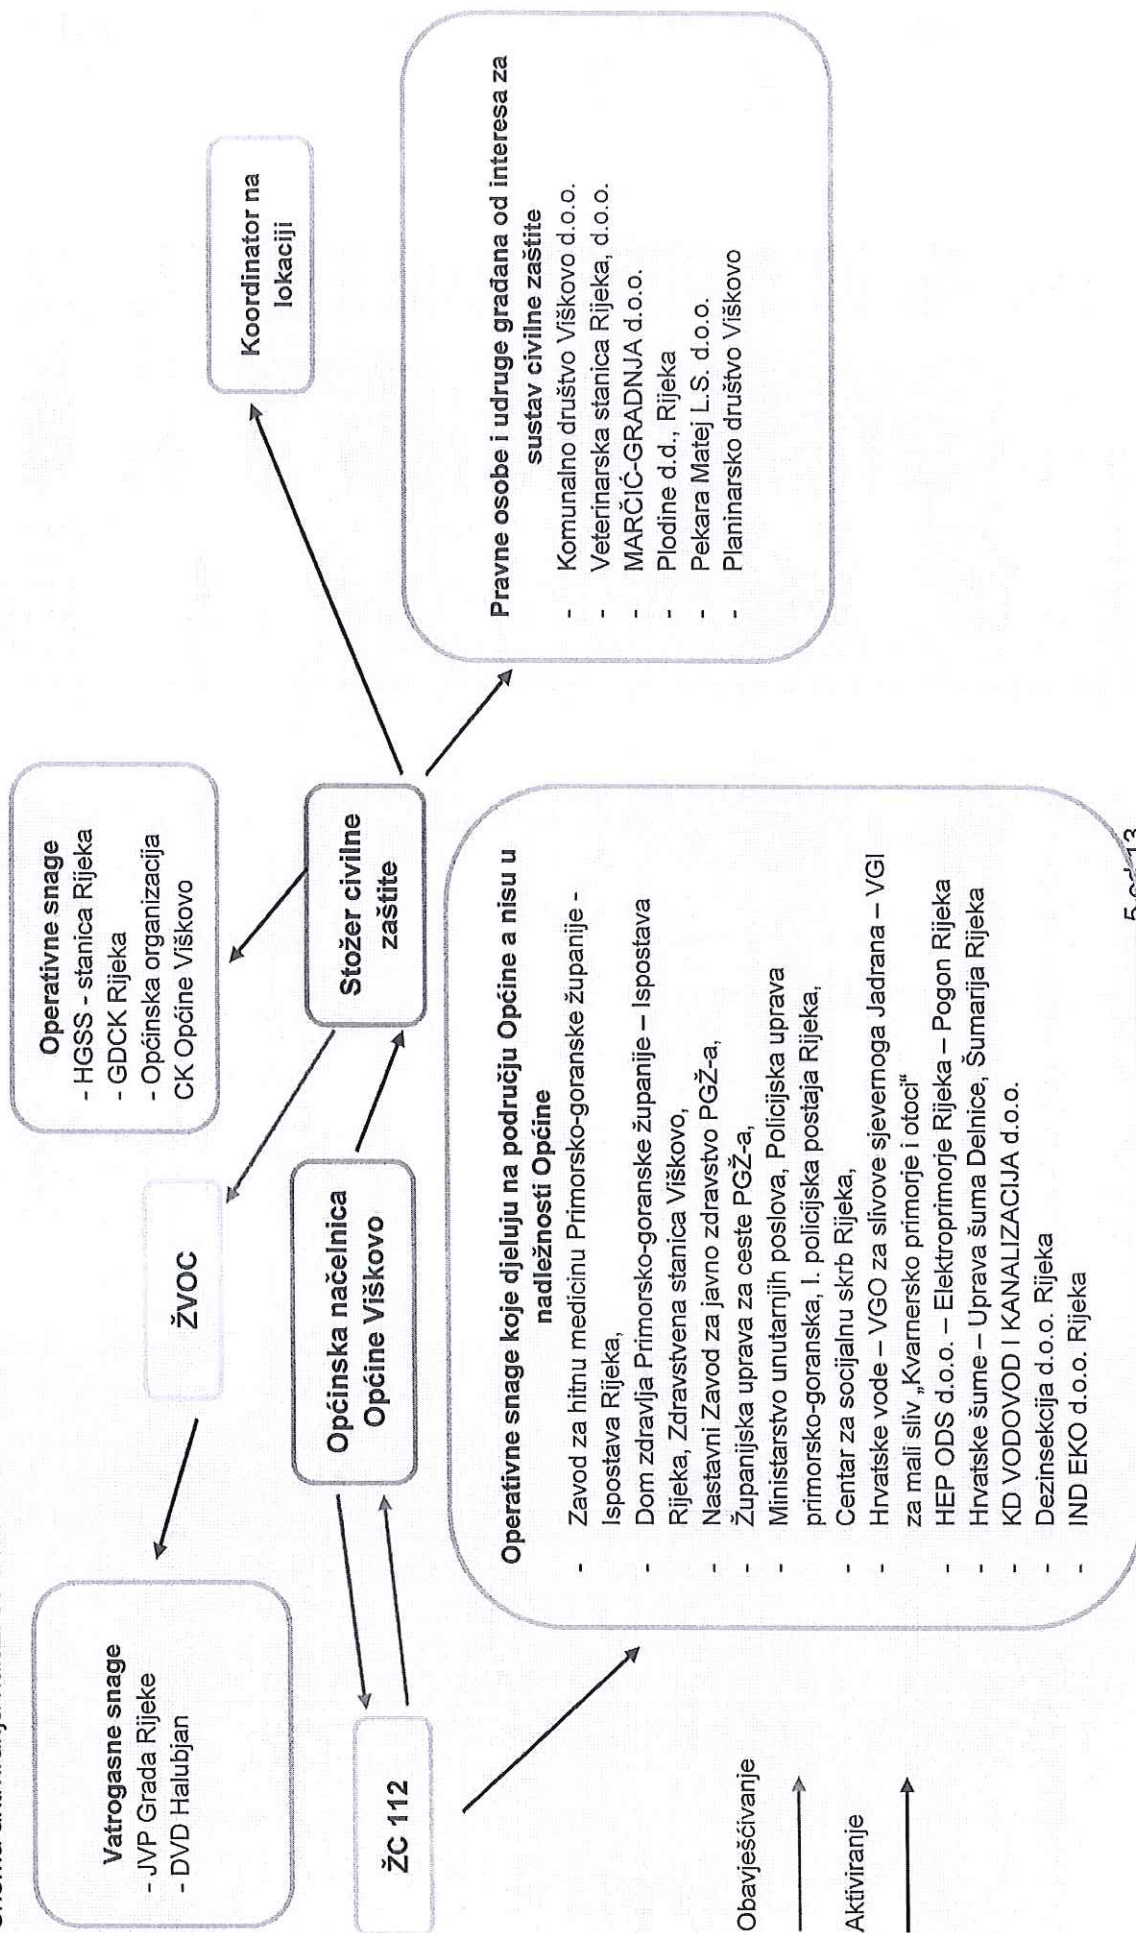 Vatrogasne snage
- JVP Grada Rijeke
- DVD Halubjan
ŽVOC
Operativne snage
- HGSS - stanica Rijeka
- GDCK Rijeka
- Općinska organizacija
CK Općine Viškovo
Koordinator na
lokaciji
ŽC 112
Općinska načelnica
Općine Viškovo
Stožer civilne
zaštite
Operativne snage koje djeluju na području Općine a nisu u
nadležnosti Općine
- Zavod za hitnu medicinu Primorsko-goranske županije -
Ispostava Rijeka,
- Dom zdravlja Primorsko-goranske županije – Ispostava
Rijeka, Zdravstvena stanica Viškovo,
- Nastavni Zavod za javno zdravstvo PGŽ-a,
- Županijska uprava za ceste PGŽ-a,
- Ministarstvo unutarnjih poslova, Policijska uprava
primorsko-goranska, I. policijska postaja Rijeka,
- Centar za socijalnu skrb Rijeka,
- Hrvatske vode – VGO za slivove sjevernoga Jadrana – VGI
za mali sliv „Kvarnersko primorje i otoci“
- HEP ODS d.o.o. – Elektroprimorje Rijeka – Pogon Rijeka
- Hrvatske šume – Uprava šuma Delnice, Šumarija Rijeka
- KD VODOVOD I KANALIZACIJA d.o.o.
- Dezinsekcija d.o.o. Rijeka
- IND EKO d.o.o. Rijeka
Pravne osobe i udruge građana od interesa za
sustav civilne zaštite
- Komunalno društvo Viškovo d.o.o.
- Veterinarska stanica Rijeka, d.o.o.
- MARČIĆ-GRADNJA d.o.o.
- Plodine d.d., Rijeka
- Pekara Matej L.S. d.o.o.
- Planinarsko društvo Viškovo
Obavješćivanje
Aktiviranje
5 od 13